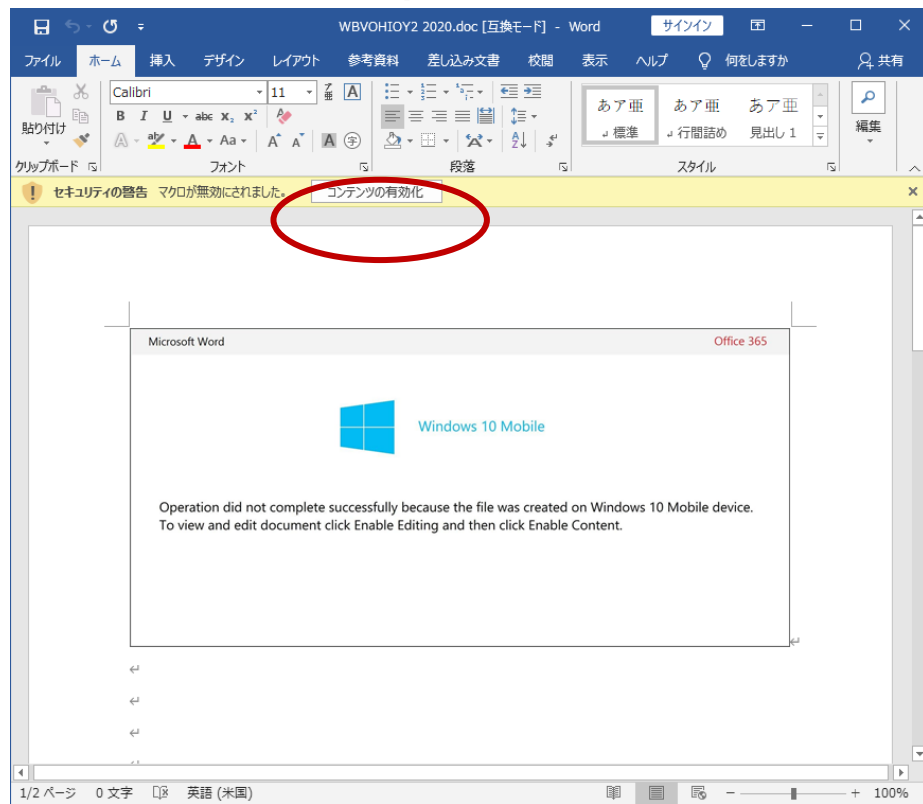 WBVOHIOY2 2020.doc [互換モード] - Word サインイン
ファイル ホーム 挿入 デザイン レイアウト 参考資料 差し込み文書 校閲 表示 ヘルプ 何をしますか 共有
Calibri 11
貼り付け
B I U abc x₂ x²
Aa A A
あア亜 あア亜 あア亜
↲ 標準 ↲ 行間詰め 見出し 1
編集
クリップボード フォント 段落 スタイル
セキュリティの警告 マクロが無効にされました。 コンテンツの有効化
Microsoft Word Office 365
Windows 10 Mobile
Operation did not complete successfully because the file was created on Windows 10 Mobile device.
To view and edit document click Enable Editing and then click Enable Content.
1/2 ページ 0 文字 英語 (米国) 100%